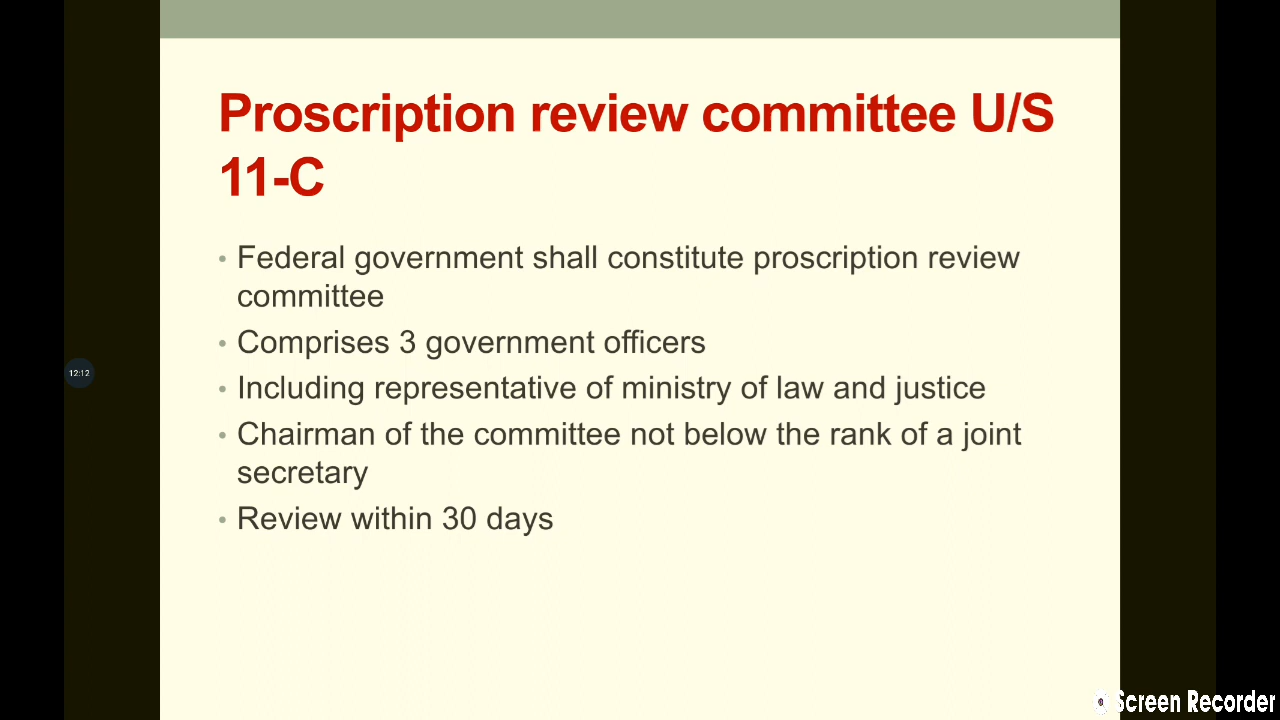 Proscription review committee U/S
11-C
• Federal government shall constitute proscription review
committee
• Comprises 3 government officers
• Including representative of ministry of law and justice
• Chairman of the committee not below the rank of a joint
secretary
• Review within 30 days
12:12
Screen Recorder